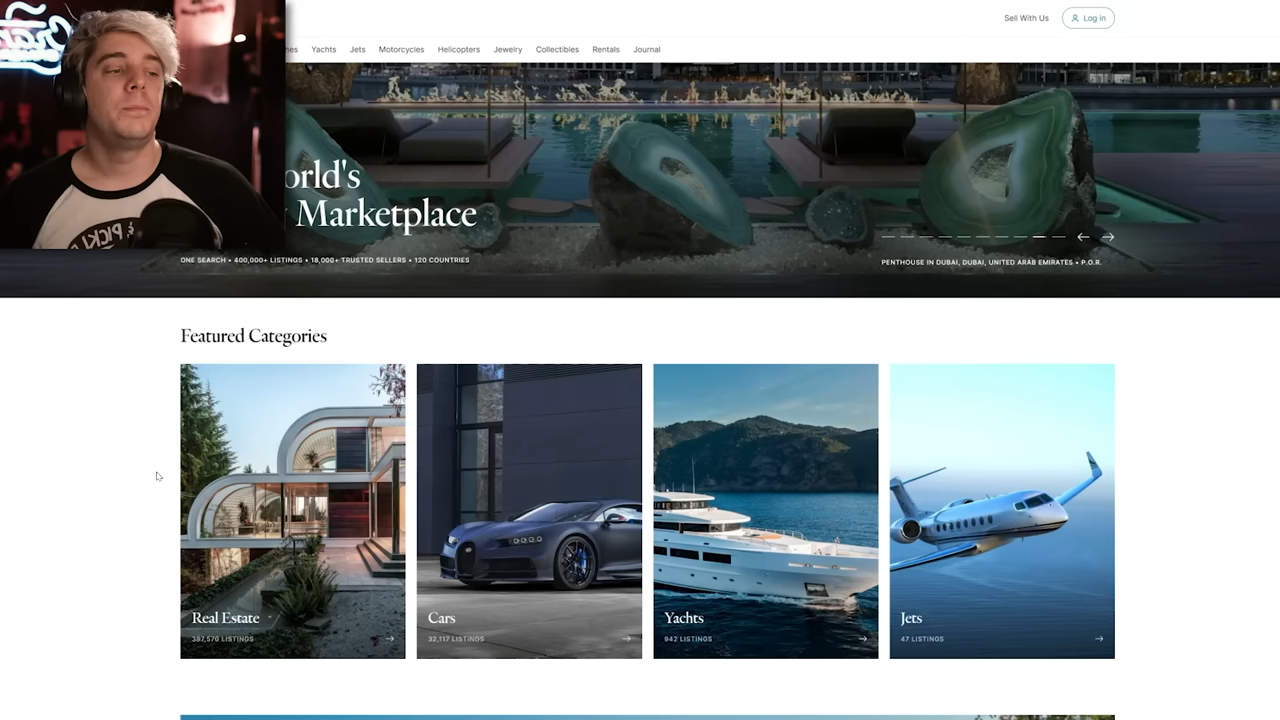 Sell With Us
Log in
Yachts
Jets
Motorcycles
Helicopters
Jewelry
Collectibles
Rentals
Journal
Marketplace
ONE SEARCH • 400,000+ LISTINGS • 18,000+ TRUSTED SELLERS • 120 COUNTRIES
PENTHOUSE IN DUBAI, DUBAI, UNITED ARAB EMIRATES • P.O.R.
Featured Categories
Real Estate
387,570 LISTINGS
Cars
32,117 LISTINGS
Yachts
942 LISTINGS
Jets
47 LISTINGS